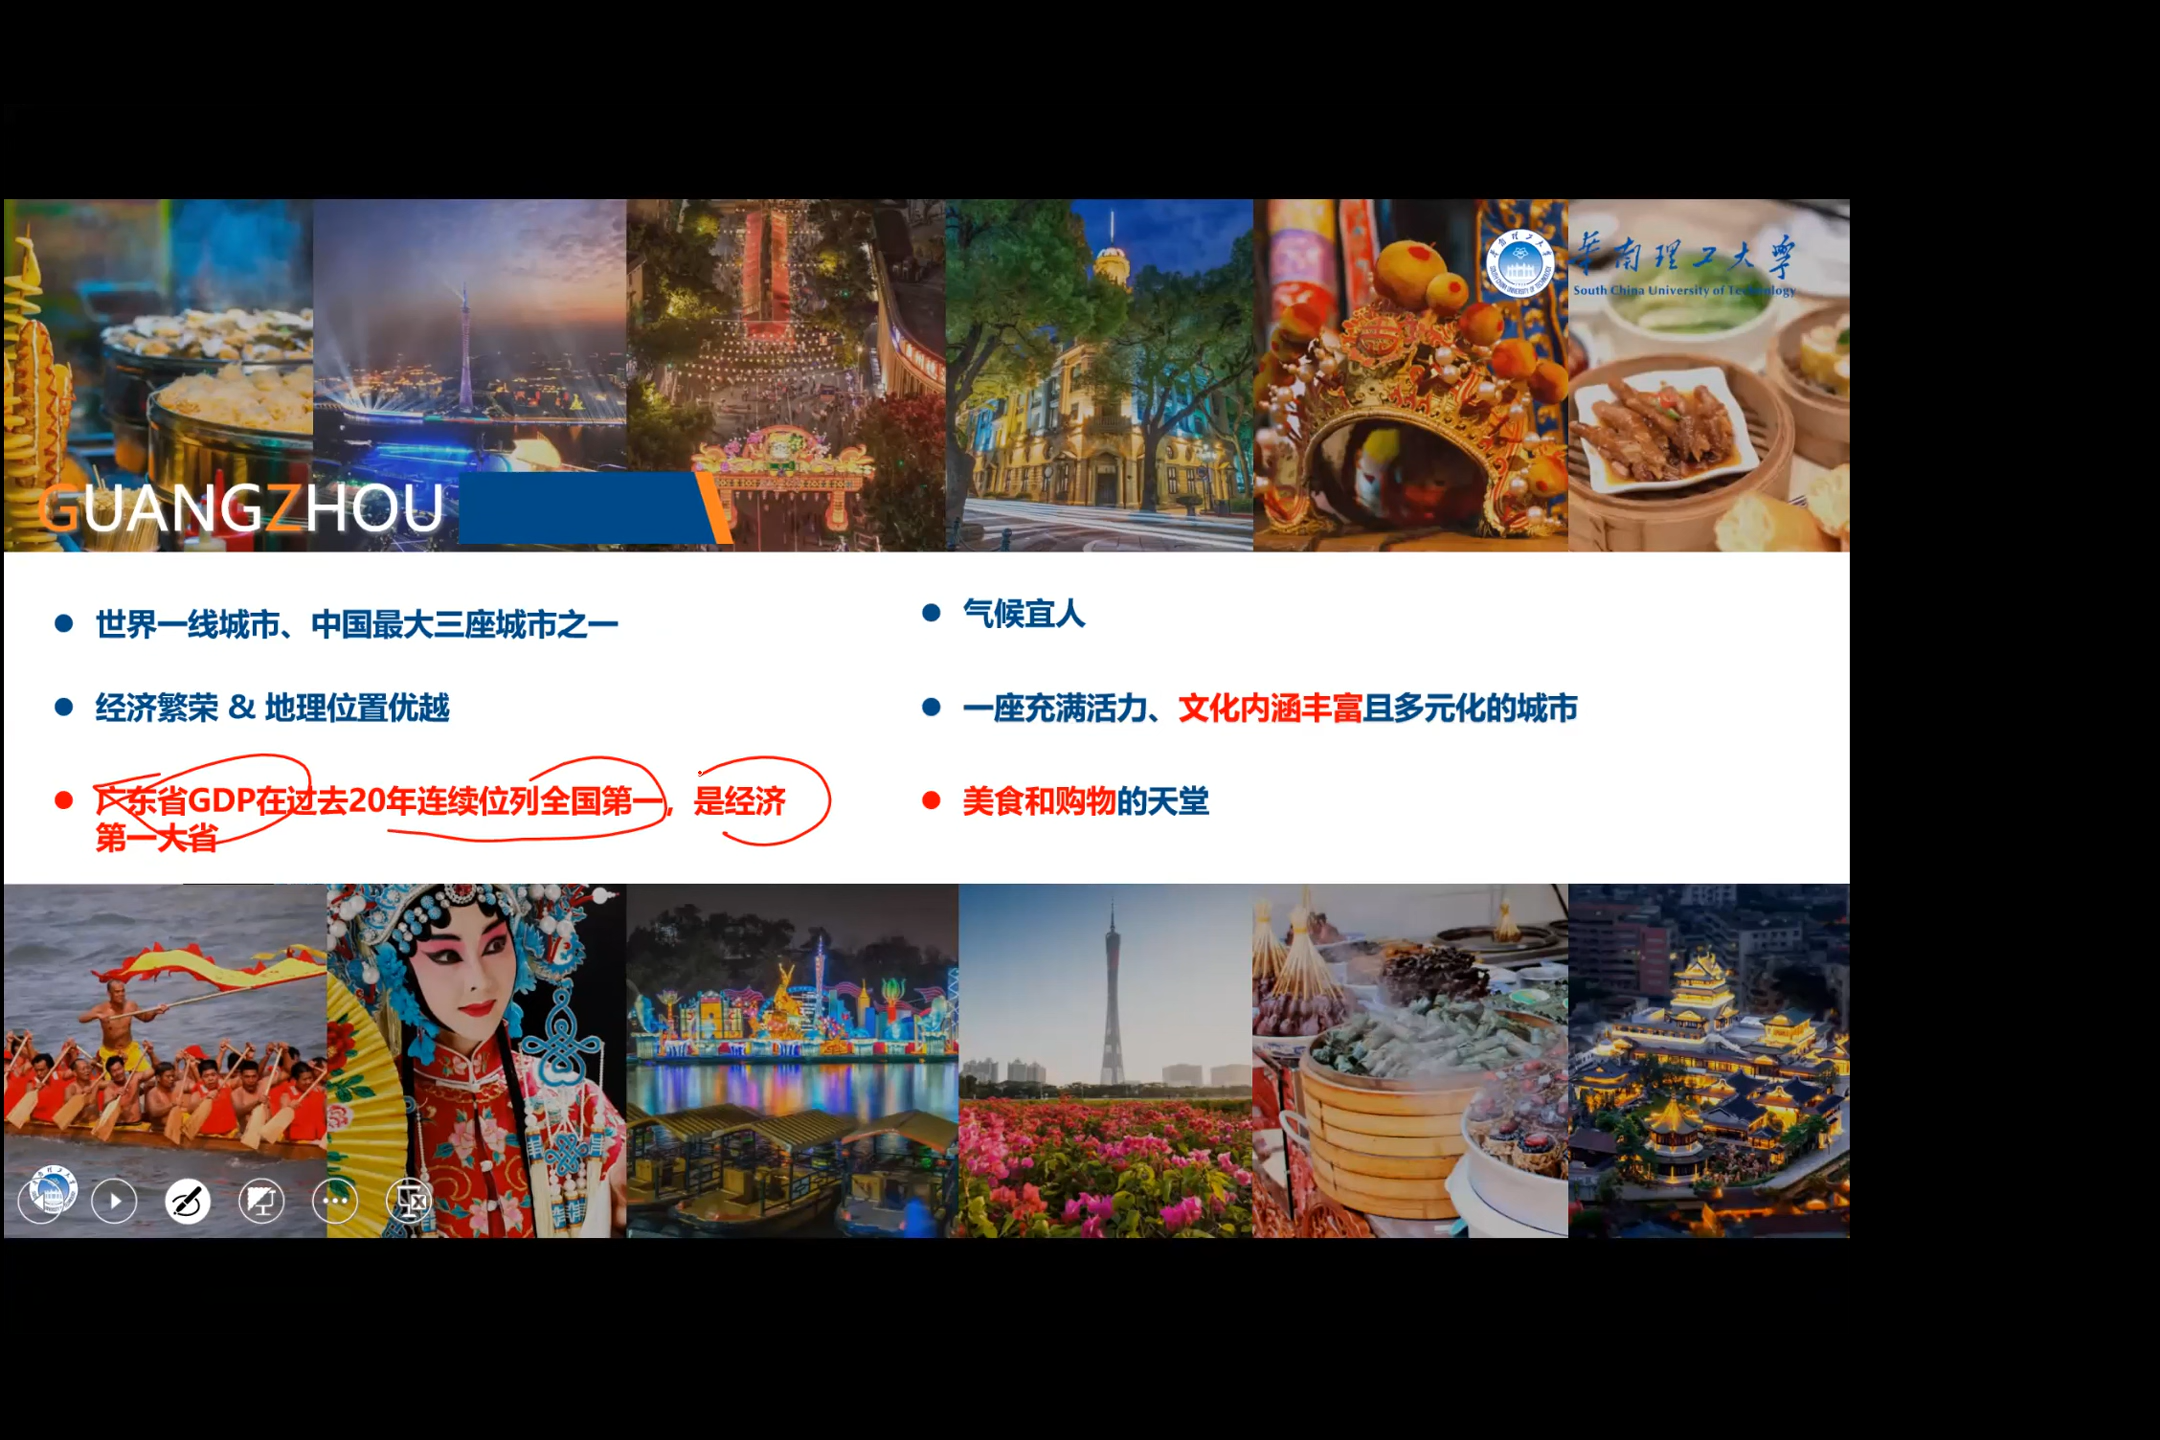 華南理工大學
South China University of Technology
GUANGZHOU
世界一线城市、中国最大三座城市之一
经济繁荣 & 地理位置优越
广东省GDP在过去20年连续位列全国第一，是经济
第一大省
气候宜人
一座充满活力、文化内涵丰富且多元化的城市
美食和购物的天堂